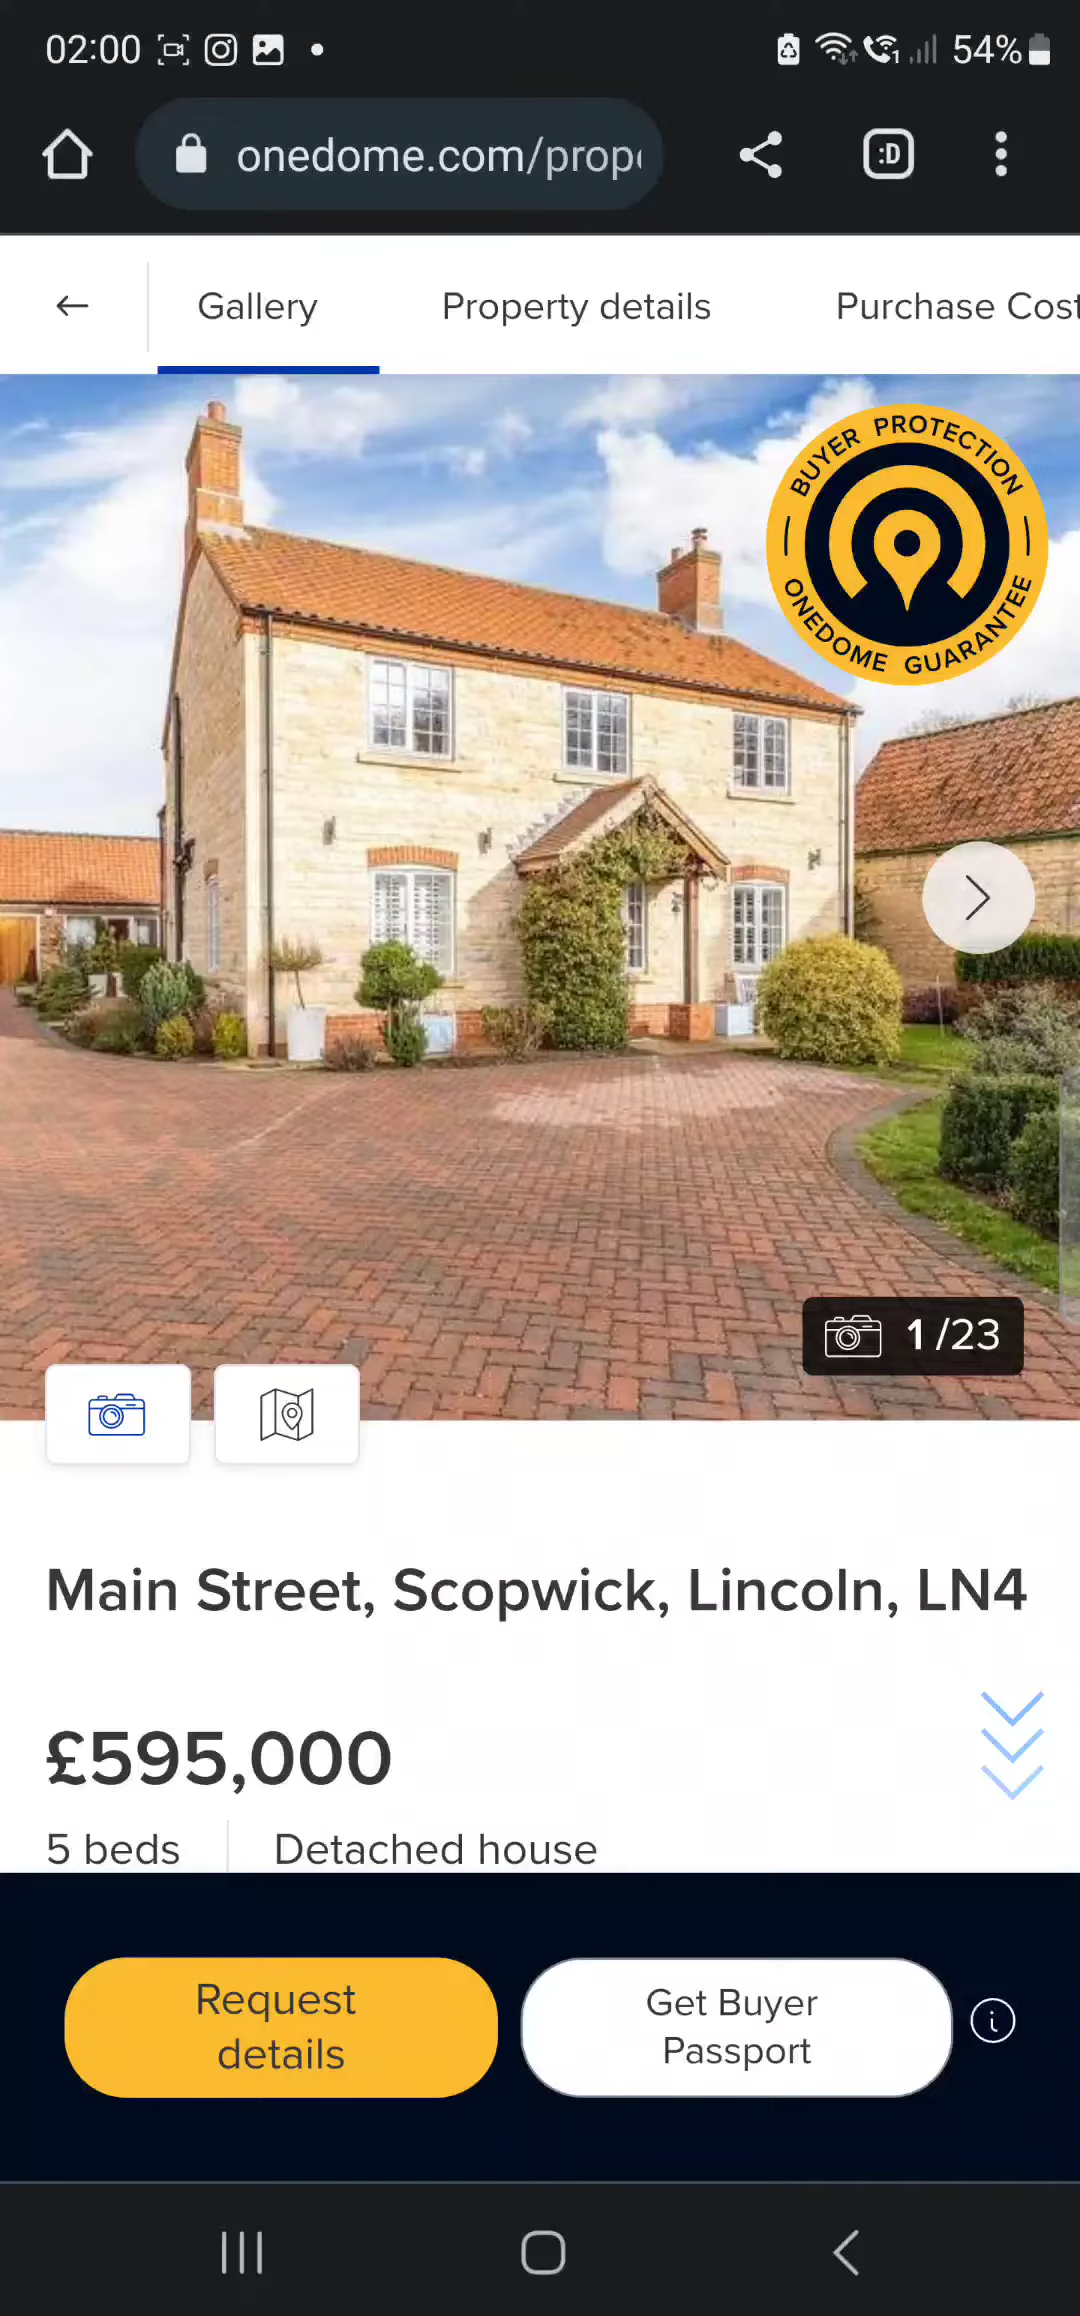 02:00
54%
onedome.com/prop
:D
Gallery
Property details
Purchase Cost
BUYER PROTECTION
ONEDOME GUARANTEE
1/23
Main Street, Scopwick, Lincoln, LN4
£595,000
5 beds
Detached house
Request
details
Get Buyer
Passport